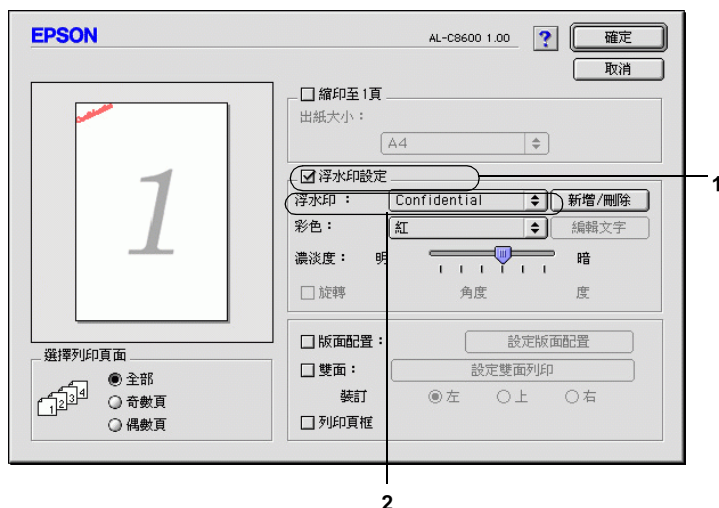 EPSON
AL-C8600 1.00
?
確定
取消
Confidential
1
縮印至1頁
出紙大小：
A4
浮水印設定
1
浮水印 ： Confidential 新增/刪除
彩色： 紅 編輯文字
濃淡度： 明 暗
旋轉 角度 度
選擇列印頁面
1 2 3 4
全部
奇數頁
偶數頁
版面配置： 設定版面配置
雙面： 設定雙面列印
裝訂 左 上 右
列印頁框
2